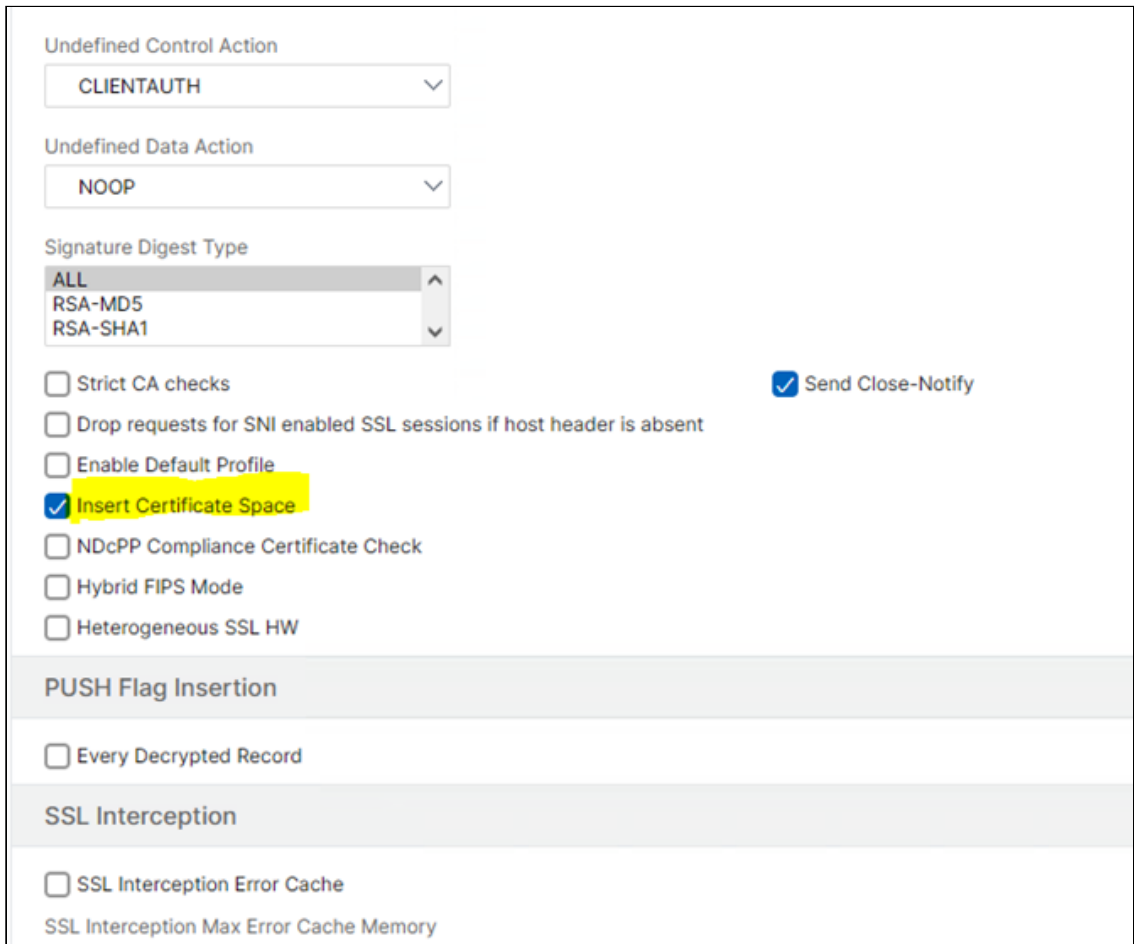 Undefined Control Action
CLIENTAUTH
Undefined Data Action
NOOP
Signature Digest Type
ALL
RSA-MD5
RSA-SHA1
Strict CA checks
Send Close-Notify
Drop requests for SNI enabled SSL sessions if host header is absent
Enable Default Profile
Insert Certificate Space
NDcPP Compliance Certificate Check
Hybrid FIPS Mode
Heterogeneous SSL HW
PUSH Flag Insertion
Every Decrypted Record
SSL Interception
SSL Interception Error Cache
SSL Interception Max Error Cache Memory